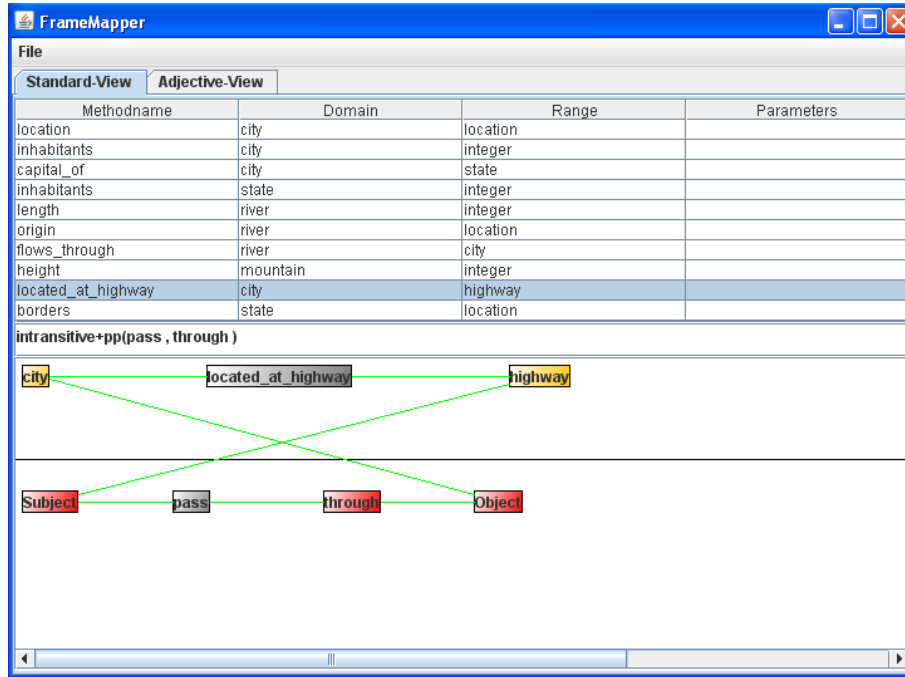 FrameMapper
File
Standard-View Adjective-View
Methodname Domain Range Parameters
location city location
inhabitants city integer
capital_of city state
inhabitants state integer
length river integer
origin river location
flows_through river city
height mountain integer
located_at_highway city highway
borders state location
intransitive+pp(pass , through )
city located_at_highway highway
Subject pass through Object